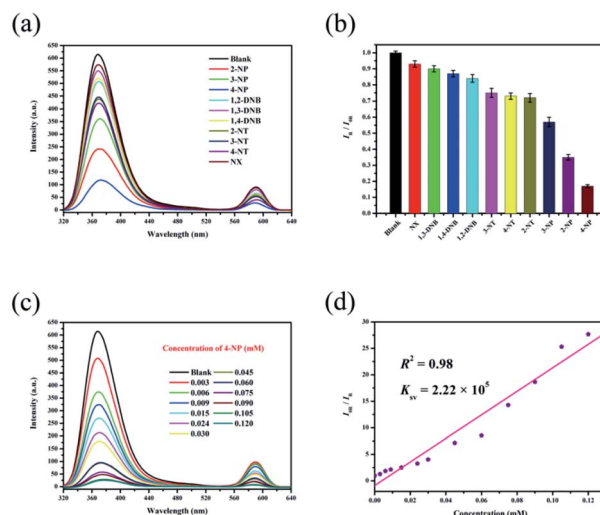 (a)
650
600
550
500
450
400
350
300
250
200
150
100
50
0
320 360 400 440 480 520 560 600 640
Intensity (a.u.)
Wavelength (nm)
Blank
2-NP
3-NP
4-NP
1,2-DNB
1,3-DNB
1,4-DNB
2-NT
3-NT
4-NT
NX
(b)
1.0
0.9
0.8
0.7
0.6
0.5
0.4
0.3
0.2
0.1
0.0
Blank NX 1,3-DNB 1,4-DNB 1,2-DNB 3-NT 4-NT 2-NT 3-NP 2-NP 4-NP
(c)
650
600
550
500
450
400
350
300
250
200
150
100
50
0
320 360 400 440 480 520 560 600 640
Intensity (a.u.)
Wavelength (nm)
Concentration of 4-NP (mM)
Blank 0.045
0.003 0.060
0.006 0.075
0.009 0.090
0.015 0.105
0.024 0.120
0.030
(d)
30
25
20
15
10
5
0
0.00 0.02 0.04 0.06 0.08 0.10 0.12
Concentration (mM)
R² = 0.98
Ksv = 2.22 × 10⁵